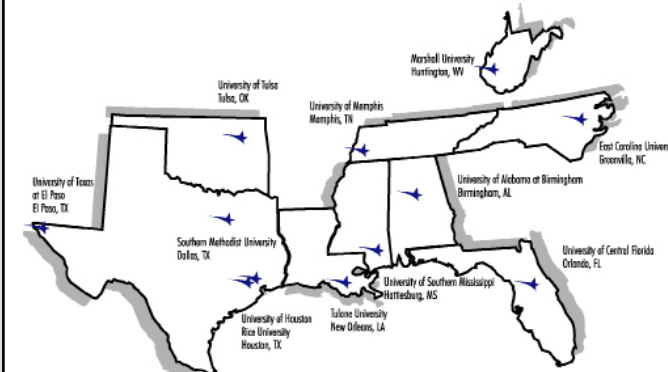 Marshall University
Huntington, WV
University of Tulsa
Tulsa, OK
University of Memphis
Memphis, TN
East Carolina Univers
Greenville, NC
University of Texas
at El Paso
El Paso, TX
University of Alabama at Birmingham
Birmingham, AL
Southern Methodist University
Dallas, TX
University of Central Florida
Orlando, FL
University of Southern Mississippi
Hattiesburg, MS
University of Houston
Rice University
Houston, TX
Tulane University
New Orleans, LA